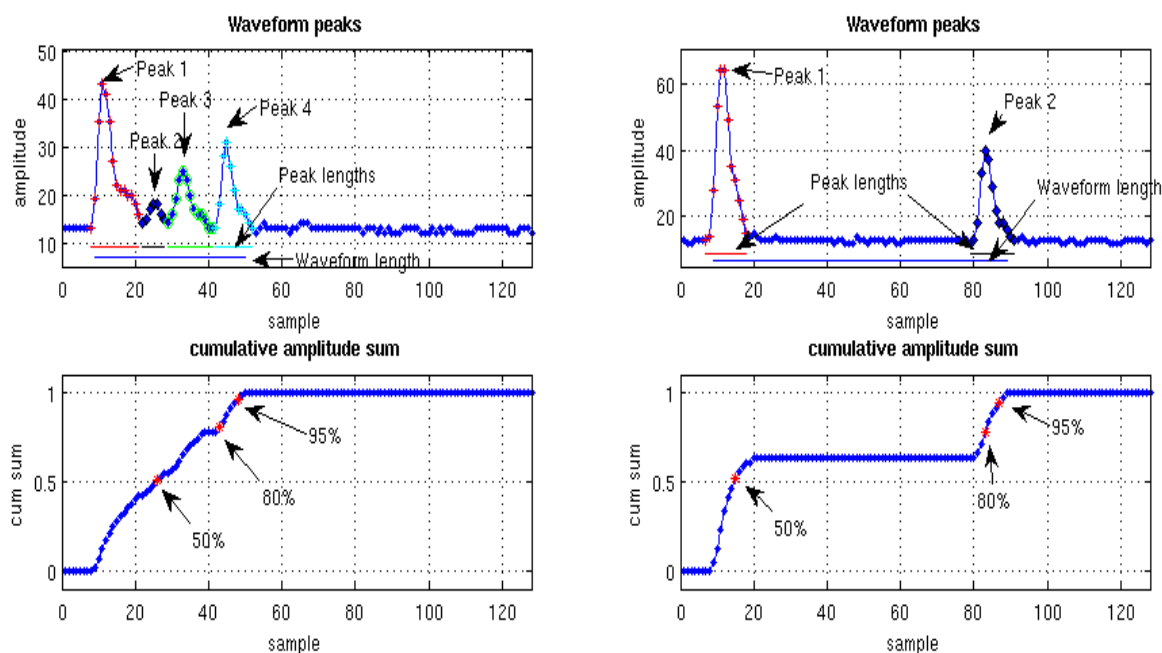 Waveform peaks
50
40
30
20
10
amplitude
Peak 1
Peak 2
Peak 3
Peak 4
Peak lengths
Waveform length
0 20 40 60 80 100 120
sample
Waveform peaks
60
40
20
amplitude
Peak 1
Peak 2
Peak lengths
Waveform length
0 20 40 60 80 100 120
sample
cumulative amplitude sum
1
0.5
0
cum sum
95%
80%
50%
0 20 40 60 80 100 120
sample
cumulative amplitude sum
1
0.5
0
cum sum
95%
80%
50%
0 20 40 60 80 100 120
sample